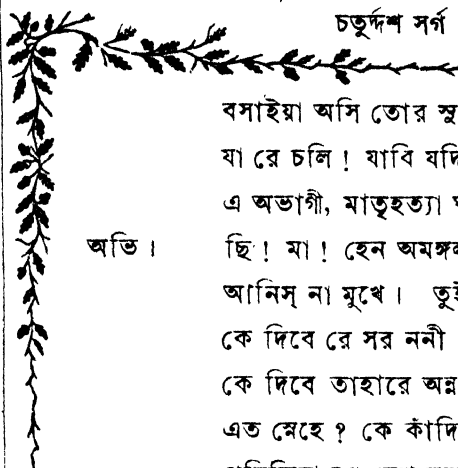 চতুর্দ্দশ সর্গ
বসাইয়া অসি তোর
যা রে চলি ! যাবি যদি
এ অভাগী, মাতৃহত্যা
অভি। ছি ! মা ! হেন অমঙ্গল
আনিস্ না মুখে। তুই
কে দিবে রে সর ননী
কে দিবে তাহারে অন্ন
এত স্নেহে ? কে কাঁদি